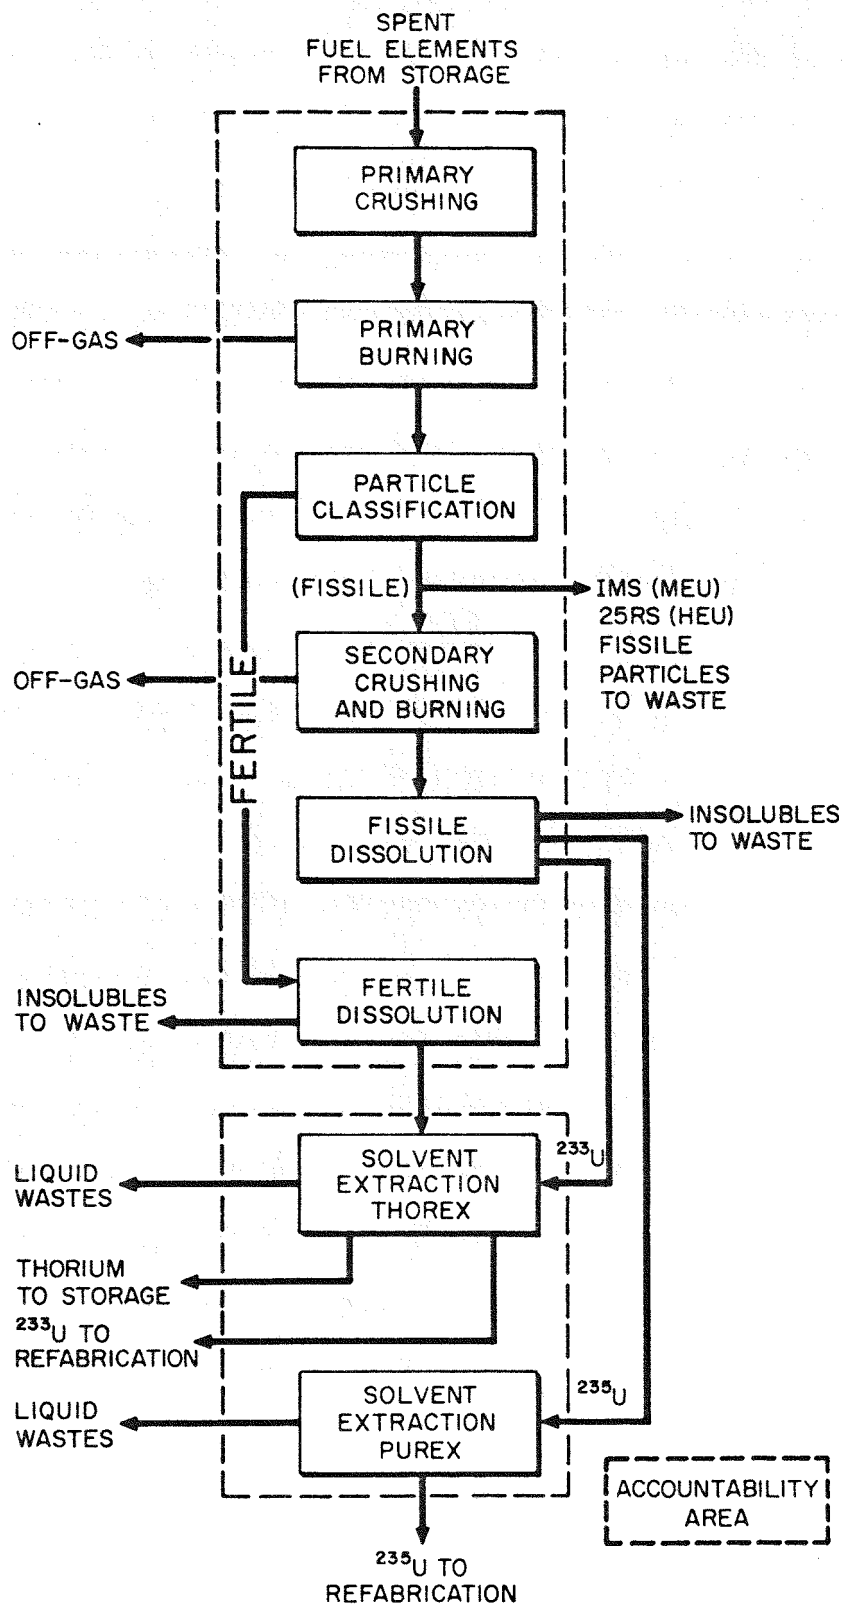 SPENT
FUEL ELEMENTS
FROM STORAGE
PRIMARY
CRUSHING
OFF-GAS
PRIMARY
BURNING
PARTICLE
CLASSIFICATION
(FISSILE)
IMS (MEU)
25RS (HEU)
FISSILE
PARTICLES
TO WASTE
FERTILE
OFF-GAS
SECONDARY
CRUSHING
AND BURNING
FISSILE
DISSOLUTION
INSOLUBLES
TO WASTE
INSOLUBLES
TO WASTE
FERTILE
DISSOLUTION
LIQUID
WASTES
SOLVENT
EXTRACTION
THOREX
²³³U
THORIUM
TO STORAGE
²³³U TO
REFABRICATION
LIQUID
WASTES
SOLVENT
EXTRACTION
PUREX
²³⁵U
ACCOUNTABILITY
AREA
²³⁵U TO
REFABRICATION